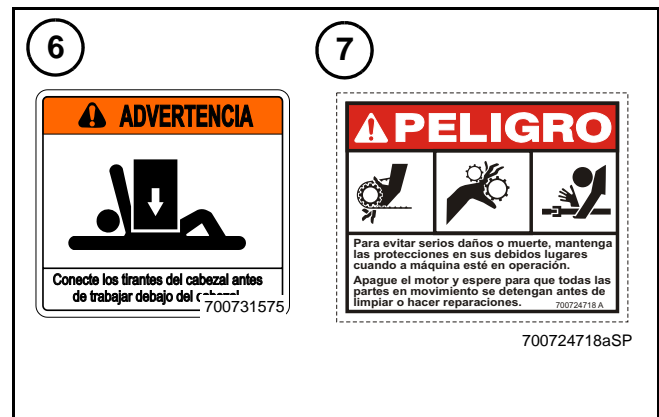 6
7
ADVERTENCIA
Conecte los tirantes del cabezal antes
de trabajar debajo del
700731575
PELIGRO
Para evitar serios daños o muerte, mantenga
las protecciones en sus debidos lugares
cuando a máquina esté en operación.
Apague el motor y espere para que todas las
partes en movimiento se detengan antes de
limpiar o hacer reparaciones.
700724718 A
700724718aSP